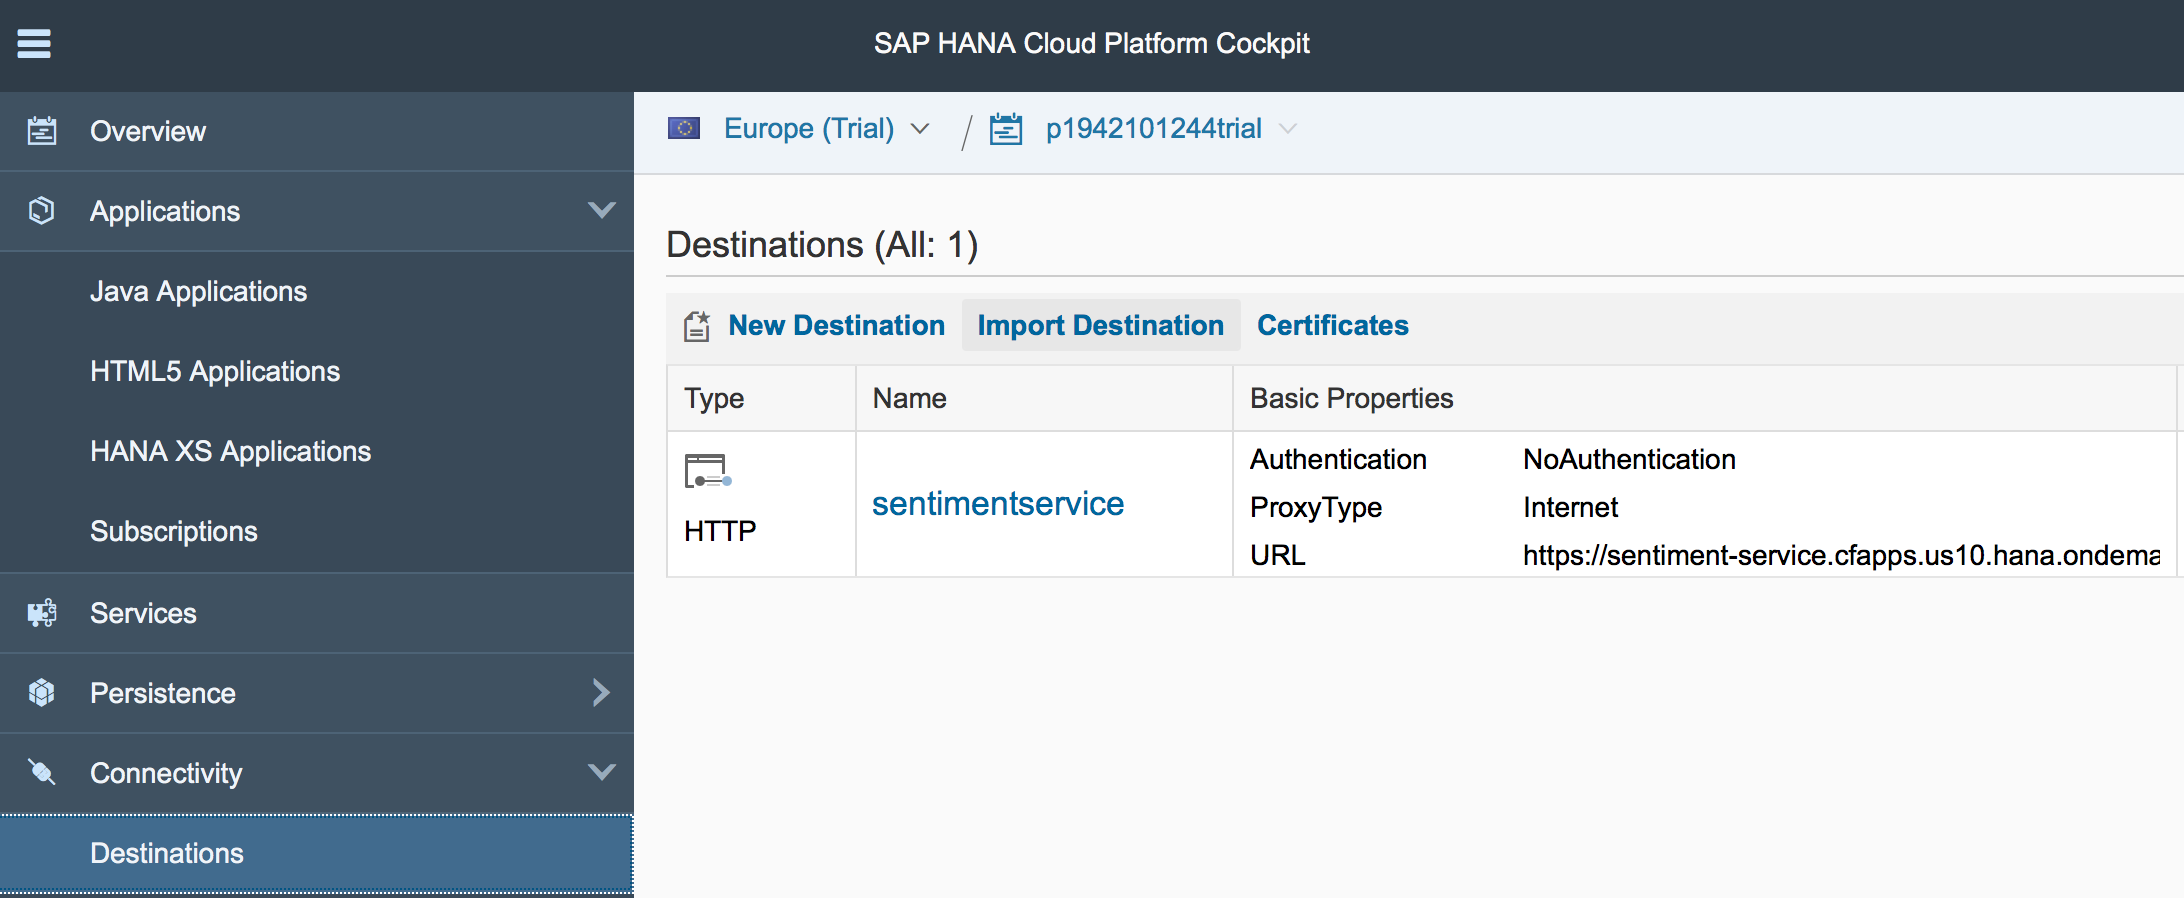 SAP HANA Cloud Platform Cockpit
Overview
Applications
Java Applications
HTML5 Applications
HANA XS Applications
Subscriptions
Services
Persistence
Connectivity
Destinations
Europe (Trial) / p1942101244trial
Destinations (All: 1)
New Destination Import Destination Certificates
Type Name Basic Properties
HTTP
sentimentservice
Authentication NoAuthentication
ProxyType Internet
URL https://sentiment-service.cfapps.us10.hana.ondema